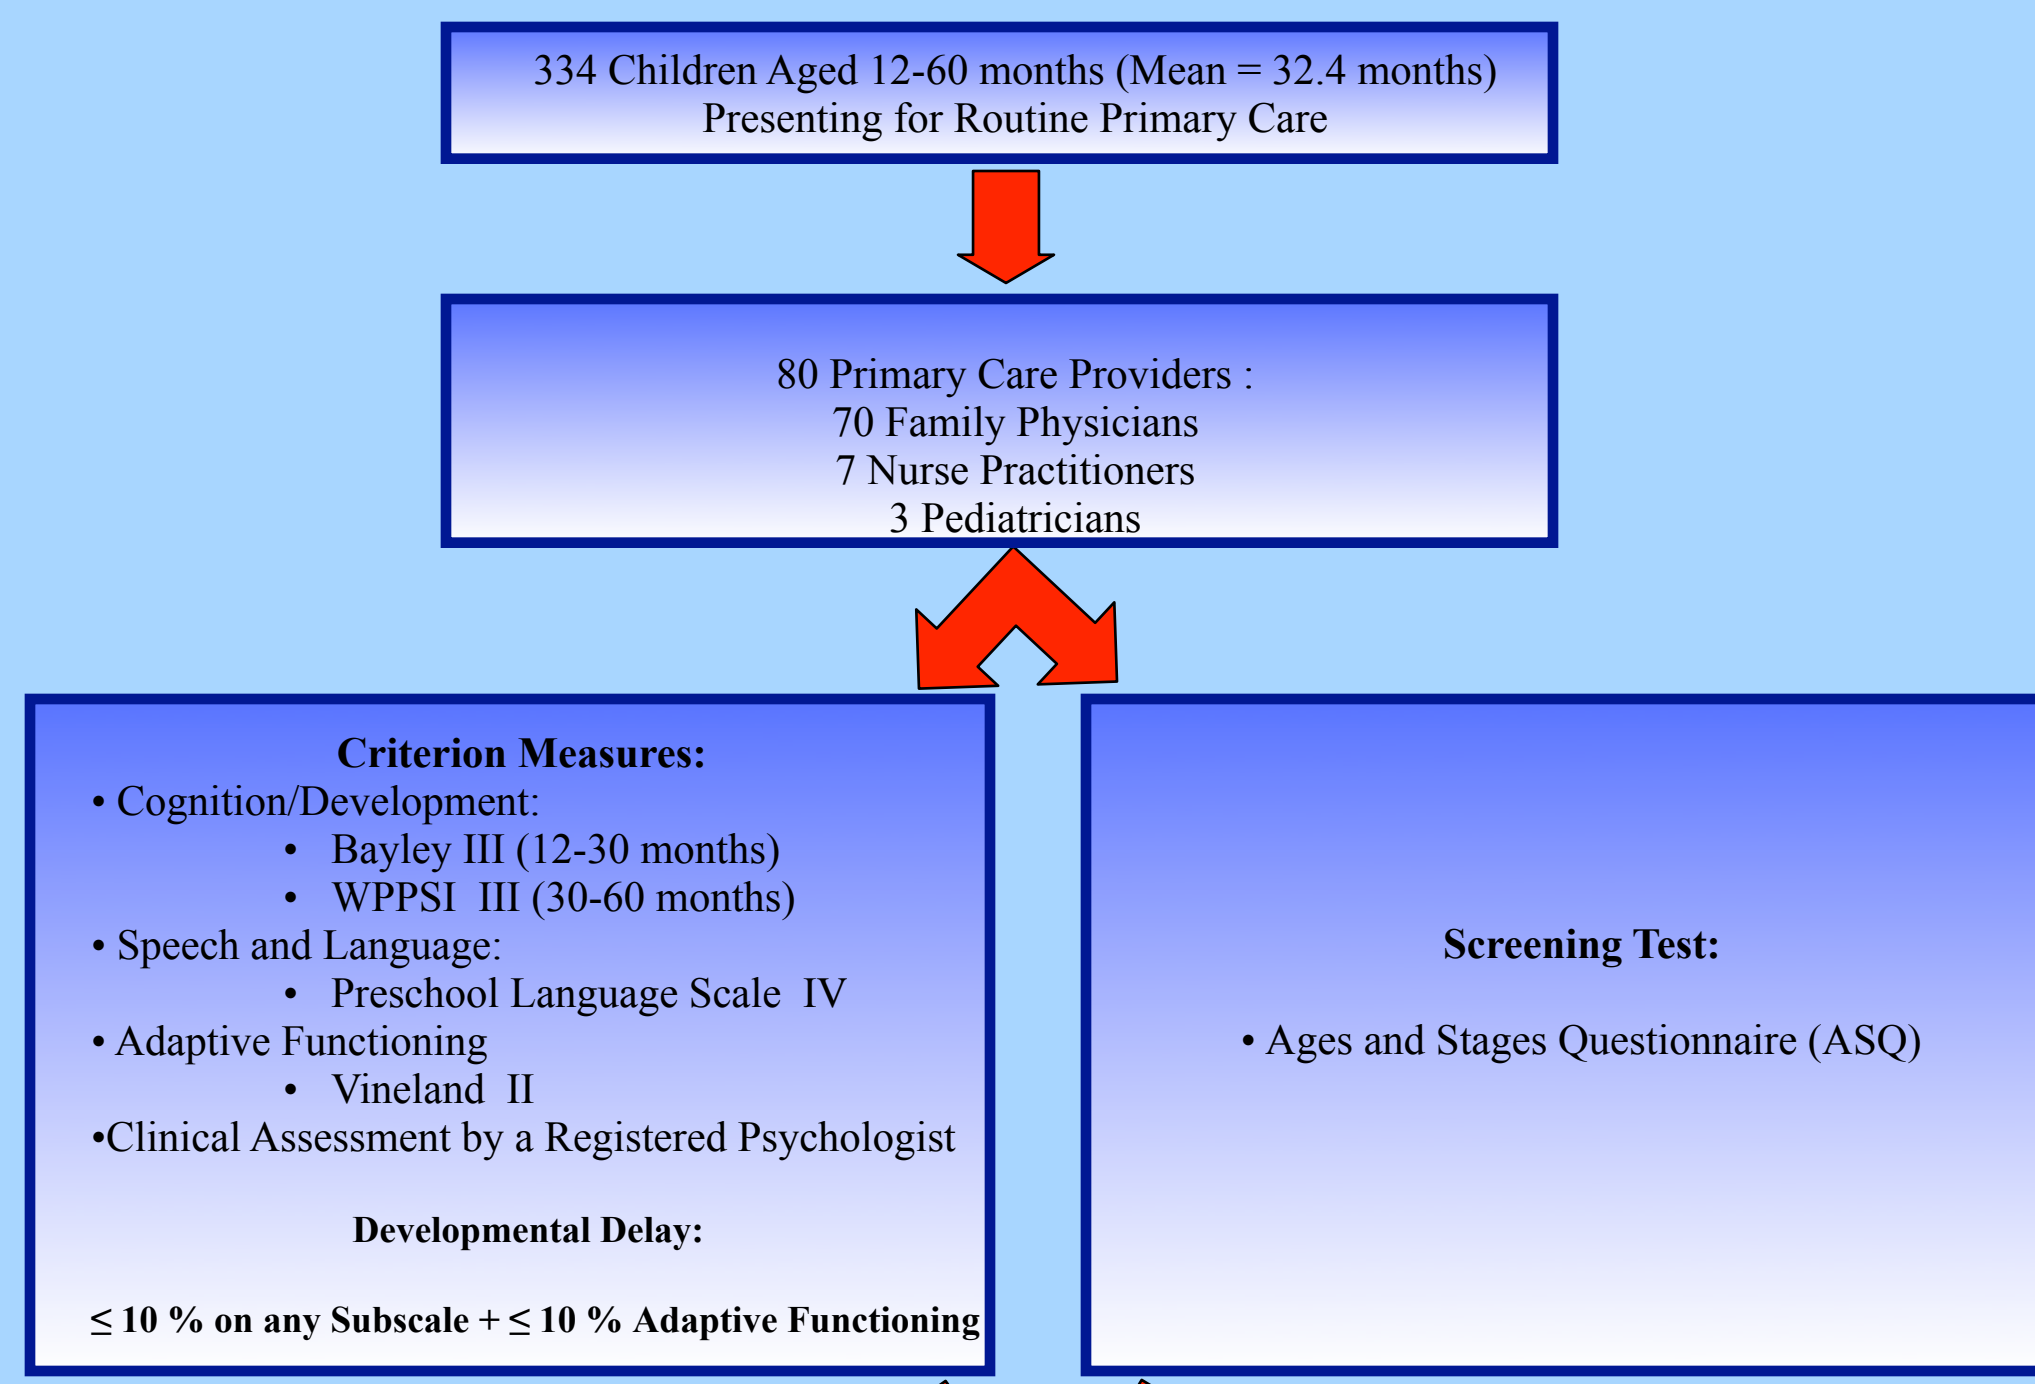 334 Children Aged 12-60 months (Mean = 32.4 months)
Presenting for Routine Primary Care
80 Primary Care Providers :
70 Family Physicians
7 Nurse Practitioners
3 Pediatricians
Criterion Measures:
• Cognition/Development:
• Bayley III (12-30 months)
• WPPSI III (30-60 months)
• Speech and Language:
• Preschool Language Scale IV
• Adaptive Functioning
• Vineland II
•Clinical Assessment by a Registered Psychologist
Developmental Delay:
≤ 10 % on any Subscale + ≤ 10 % Adaptive Functioning
Screening Test:
• Ages and Stages Questionnaire (ASQ)